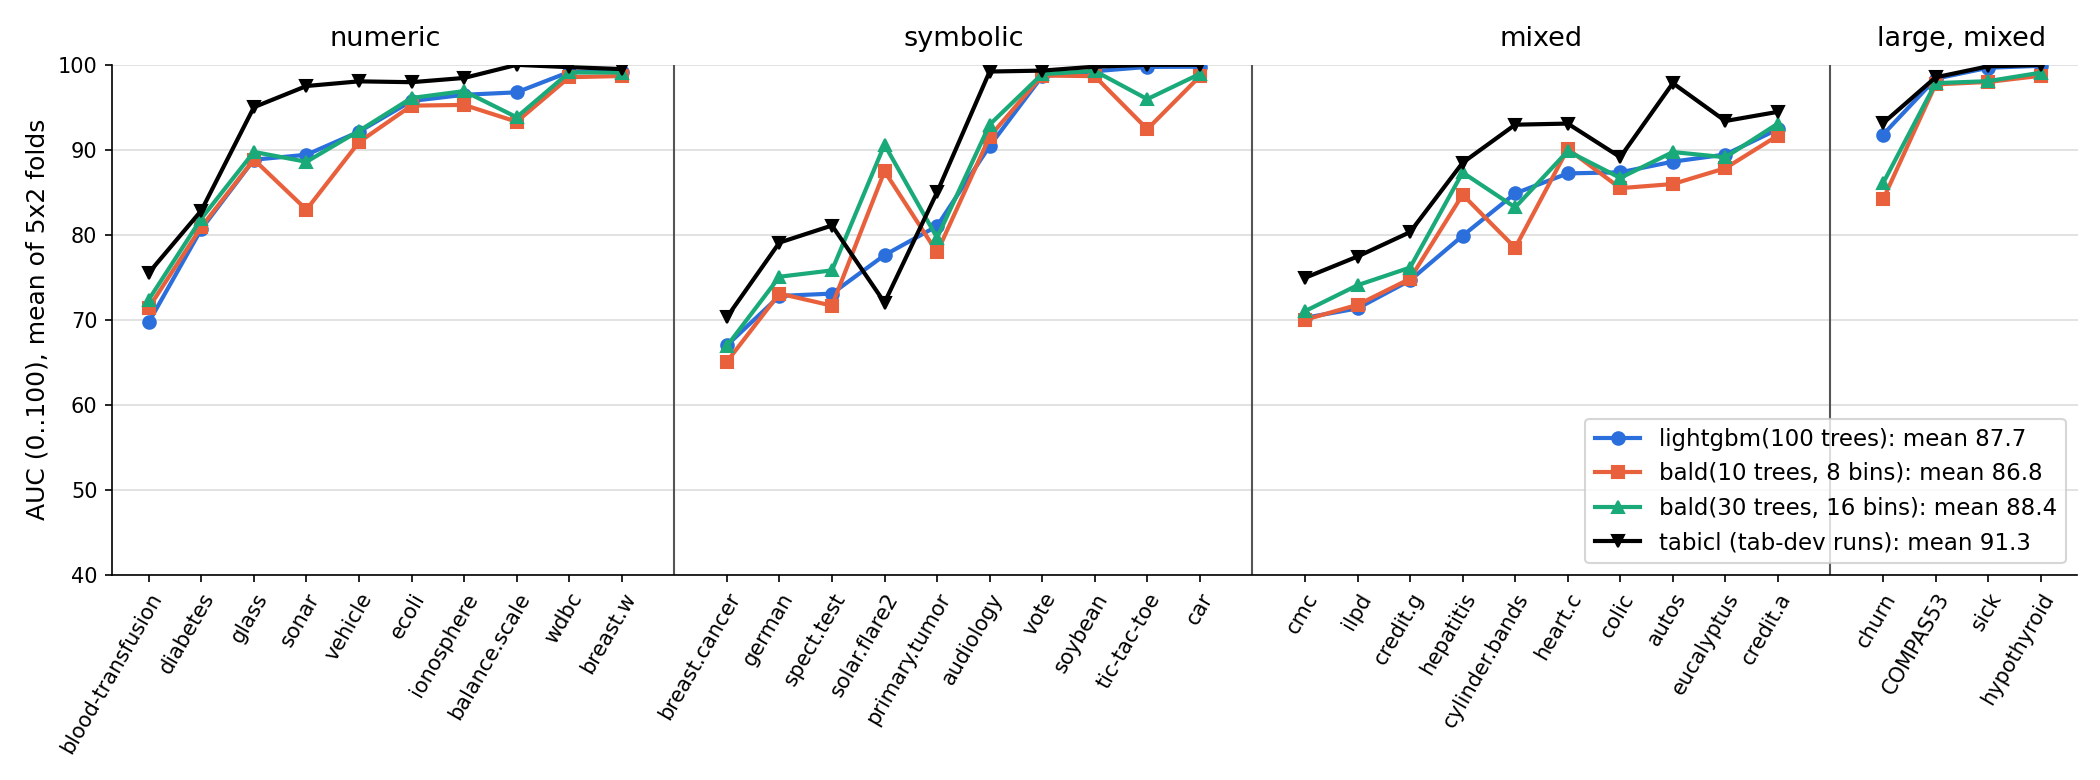 numeric
symbolic
mixed
large, mixed
AUC (0..100), mean of 5x2 folds
100
90
80
70
60
50
40
lightgbm(100 trees): mean 87.7
bald(10 trees, 8 bins): mean 86.8
bald(30 trees, 16 bins): mean 88.4
tabicl (tab-dev runs): mean 91.3
blood-transfusion
diabetes
glass
sonar
vehicle
ecoli
ionosphere
balance.scale
wdbc
breast.w
breast.cancer
german
spect.test
solar.flare2
primary.tumor
audiology
vote
soybean
tic-tac-toe
car
cmc
ilpd
credit.g
hepatitis
cylinder.bands
heart.c
colic
autos
eucalyptus
credit.a
churn
COMPAS53
sick
hypothyroid